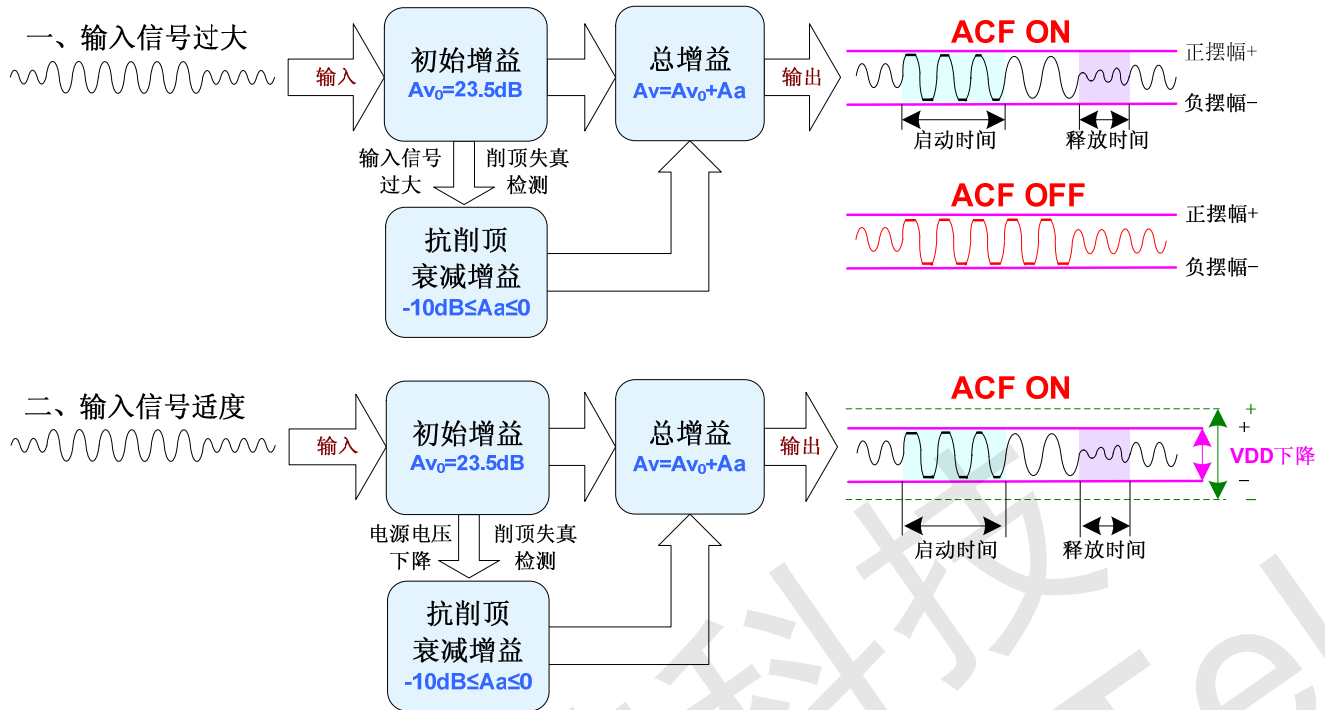 一、输入信号过大
输入
初始增益
Av₀=23.5dB
总增益
Av=Av₀+Aa
输出
ACF ON
正摆幅+
负摆幅-
启动时间
释放时间
输入信号
过大
削顶失真
检测
抗削顶
衰减增益
-10dB≤Aa≤0
ACF OFF
正摆幅+
负摆幅-
二、输入信号适度
输入
初始增益
Av₀=23.5dB
总增益
Av=Av₀+Aa
输出
ACF ON
+
+
VDD下降
-
-
启动时间
释放时间
电源电压
下降
削顶失真
检测
抗削顶
衰减增益
-10dB≤Aa≤0
科技